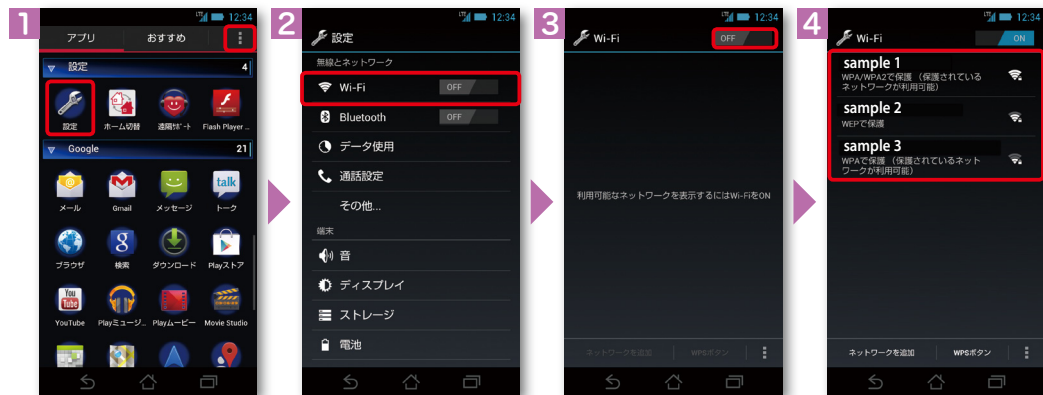 1
LTE 12:34
アプリ おすすめ
設定 4
設定 ホーム切替 遠隔ｻﾎﾟｰﾄ Flash Player ...
Google 21
talk
メール Gmail メッセージ トーク
8
ブラウザ 検索 ダウンロード Playストア
You
Tube
YouTube Playミュージ... Playムービー Movie Studio
2
LTE 12:34
設定
無線とネットワーク
Wi-Fi OFF
Bluetooth OFF
データ使用
通話設定
その他...
端末
音
ディスプレイ
ストレージ
電池
3
LTE 12:34
Wi-Fi OFF
利用可能なネットワークを表示するにはWi-FiをON
ネットワークを追加 WPSボタン
4
LTE 12:34
Wi-Fi ON
sample 1
WPA/WPA2で保護（保護されている
ネットワークが利用可能）
sample 2
WEPで保護
sample 3
WPAで保護（保護されているネット
ワークが利用可能）
ネットワークを追加 WPSボタン